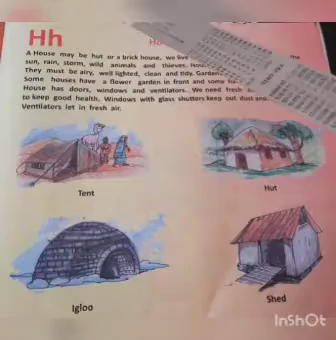 Hh
A House may be hut or a brick house, we live
sun, rain, storm, wild animals and thieves.
They must be airy, well lighted, clean and tidy.
Some houses have a flower garden in front and some
House has doors, windows and ventilators. We need fresh
to keep good health. Windows with glass shutters keep out dust and
Ventilators let in fresh air.
Tent
Hut
Igloo
Shed
InShOt